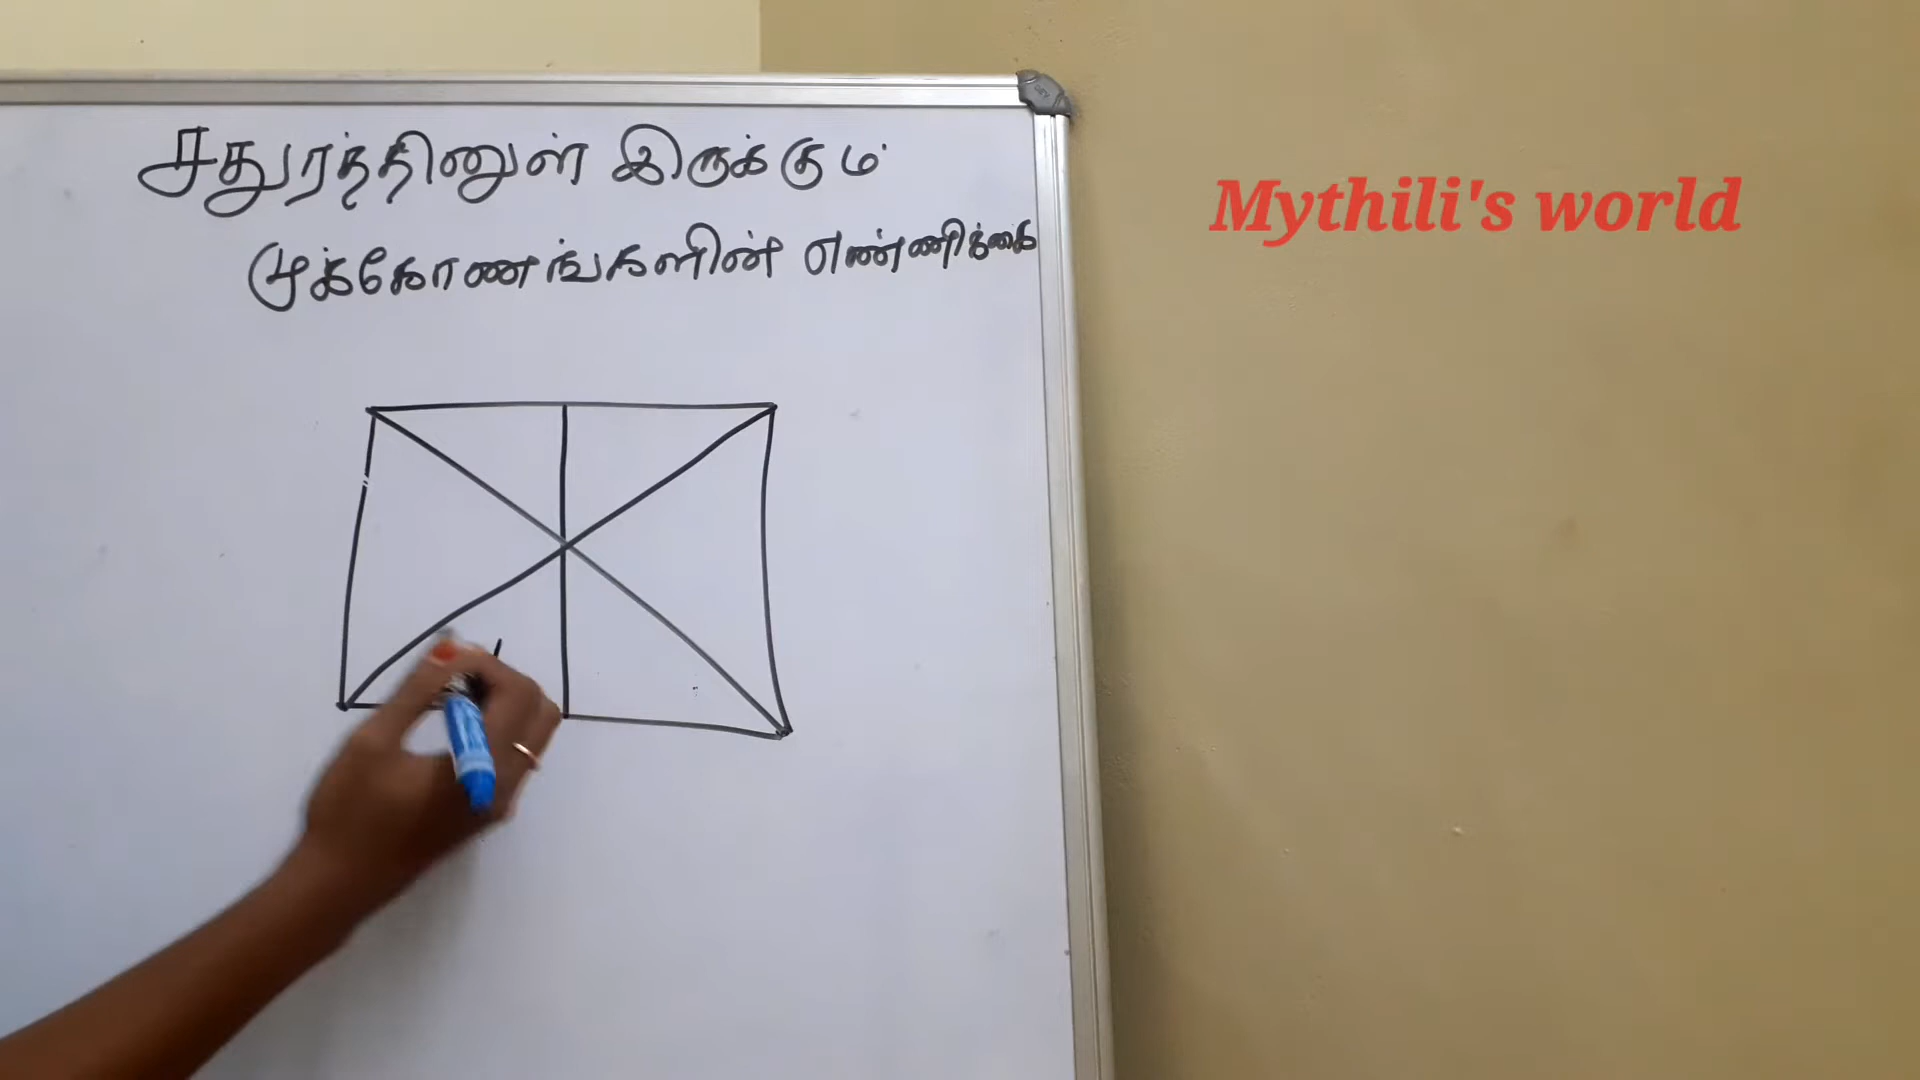 சதுரத்தினுள் இருக்கும்
முக்கோணங்களின் எண்ணிக்கை
Mythili's world